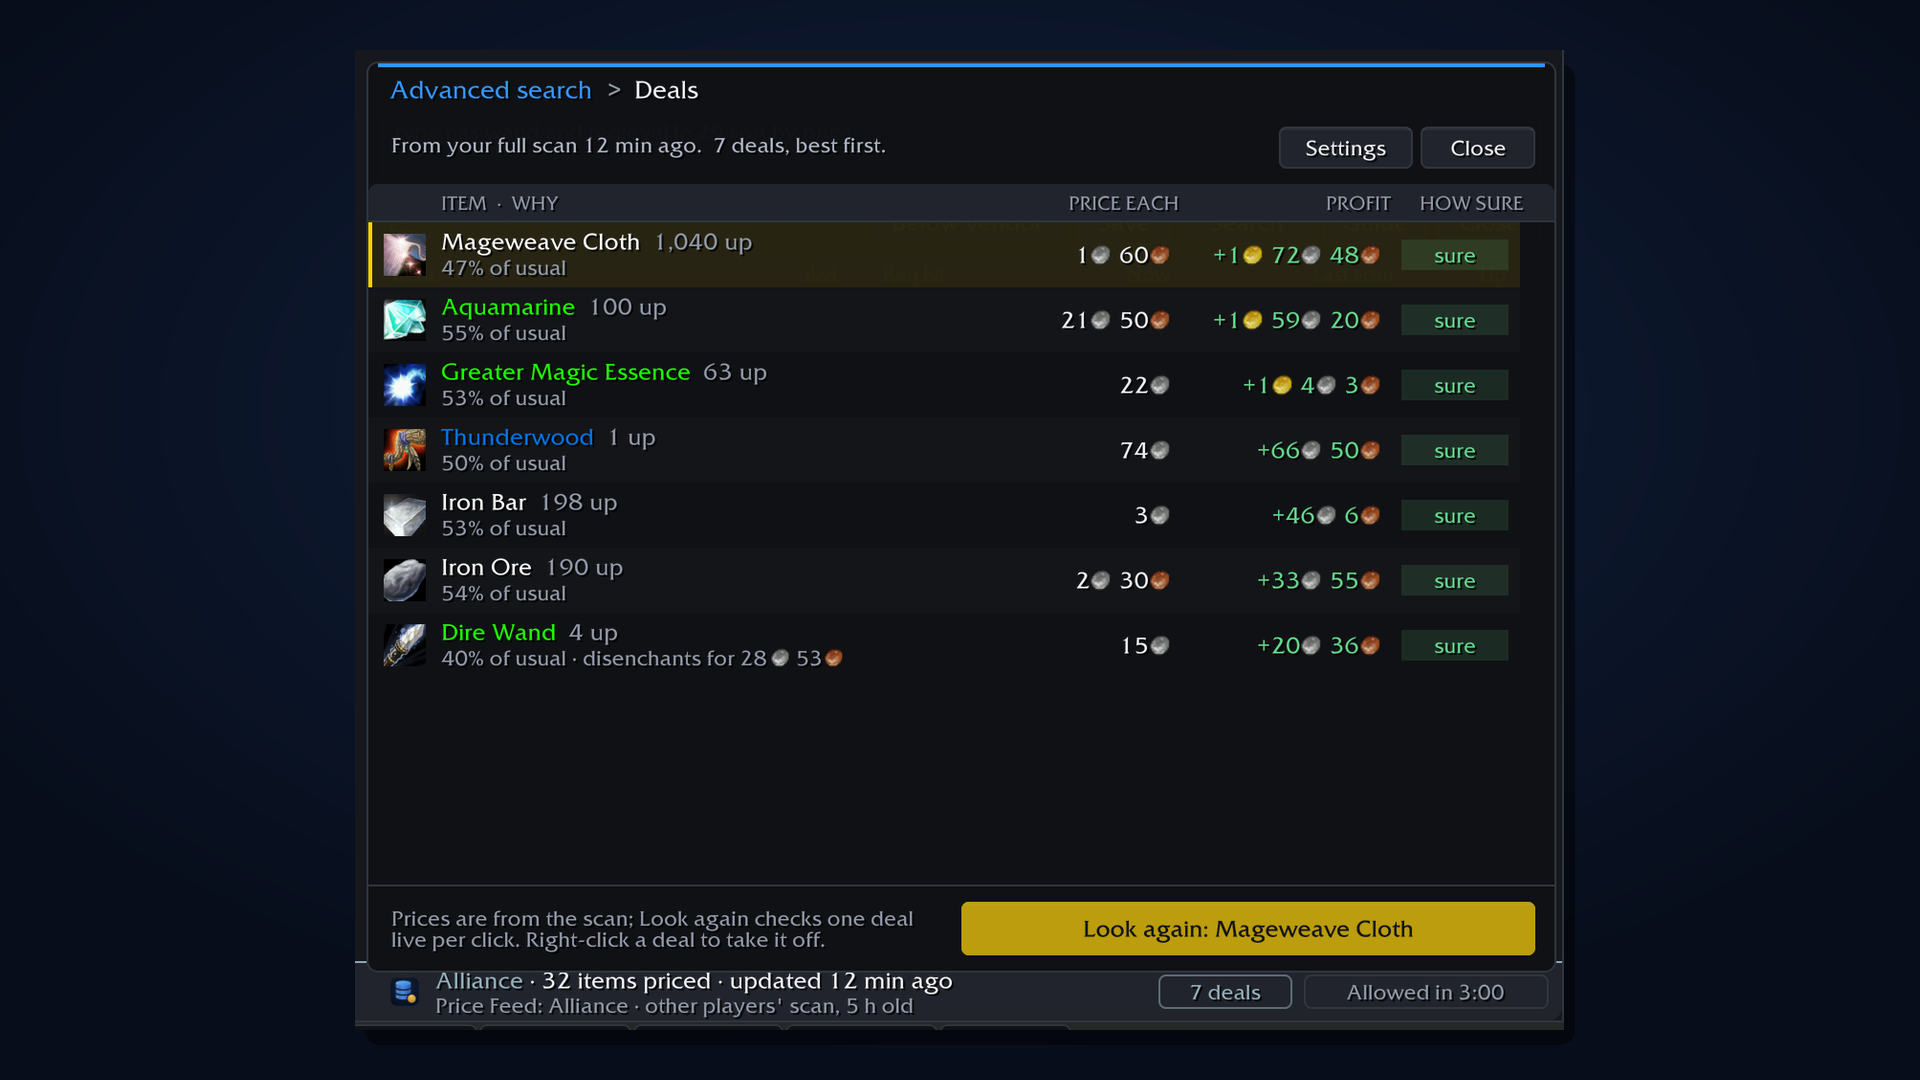 Advanced search > Deals
From your full scan 12 min ago. 7 deals, best first.
Settings
Close
ITEM · WHY PRICE EACH PROFIT HOW SURE
Mageweave Cloth 1,040 up
47% of usual
1 60 +1 72 48 sure
Aquamarine 100 up
55% of usual
21 50 +1 59 20 sure
Greater Magic Essence 63 up
53% of usual
22 +1 4 3 sure
Thunderwood 1 up
50% of usual
74 +66 50 sure
Iron Bar 198 up
53% of usual
3 +46 6 sure
Iron Ore 190 up
54% of usual
2 30 +33 55 sure
Dire Wand 4 up
40% of usual · disenchants for 28 53
15 +20 36 sure
Prices are from the scan; Look again checks one deal
live per click. Right-click a deal to take it off.
Look again: Mageweave Cloth
Alliance · 32 items priced · updated 12 min ago
Price Feed: Alliance · other players' scan, 5 h old
7 deals
Allowed in 3:00